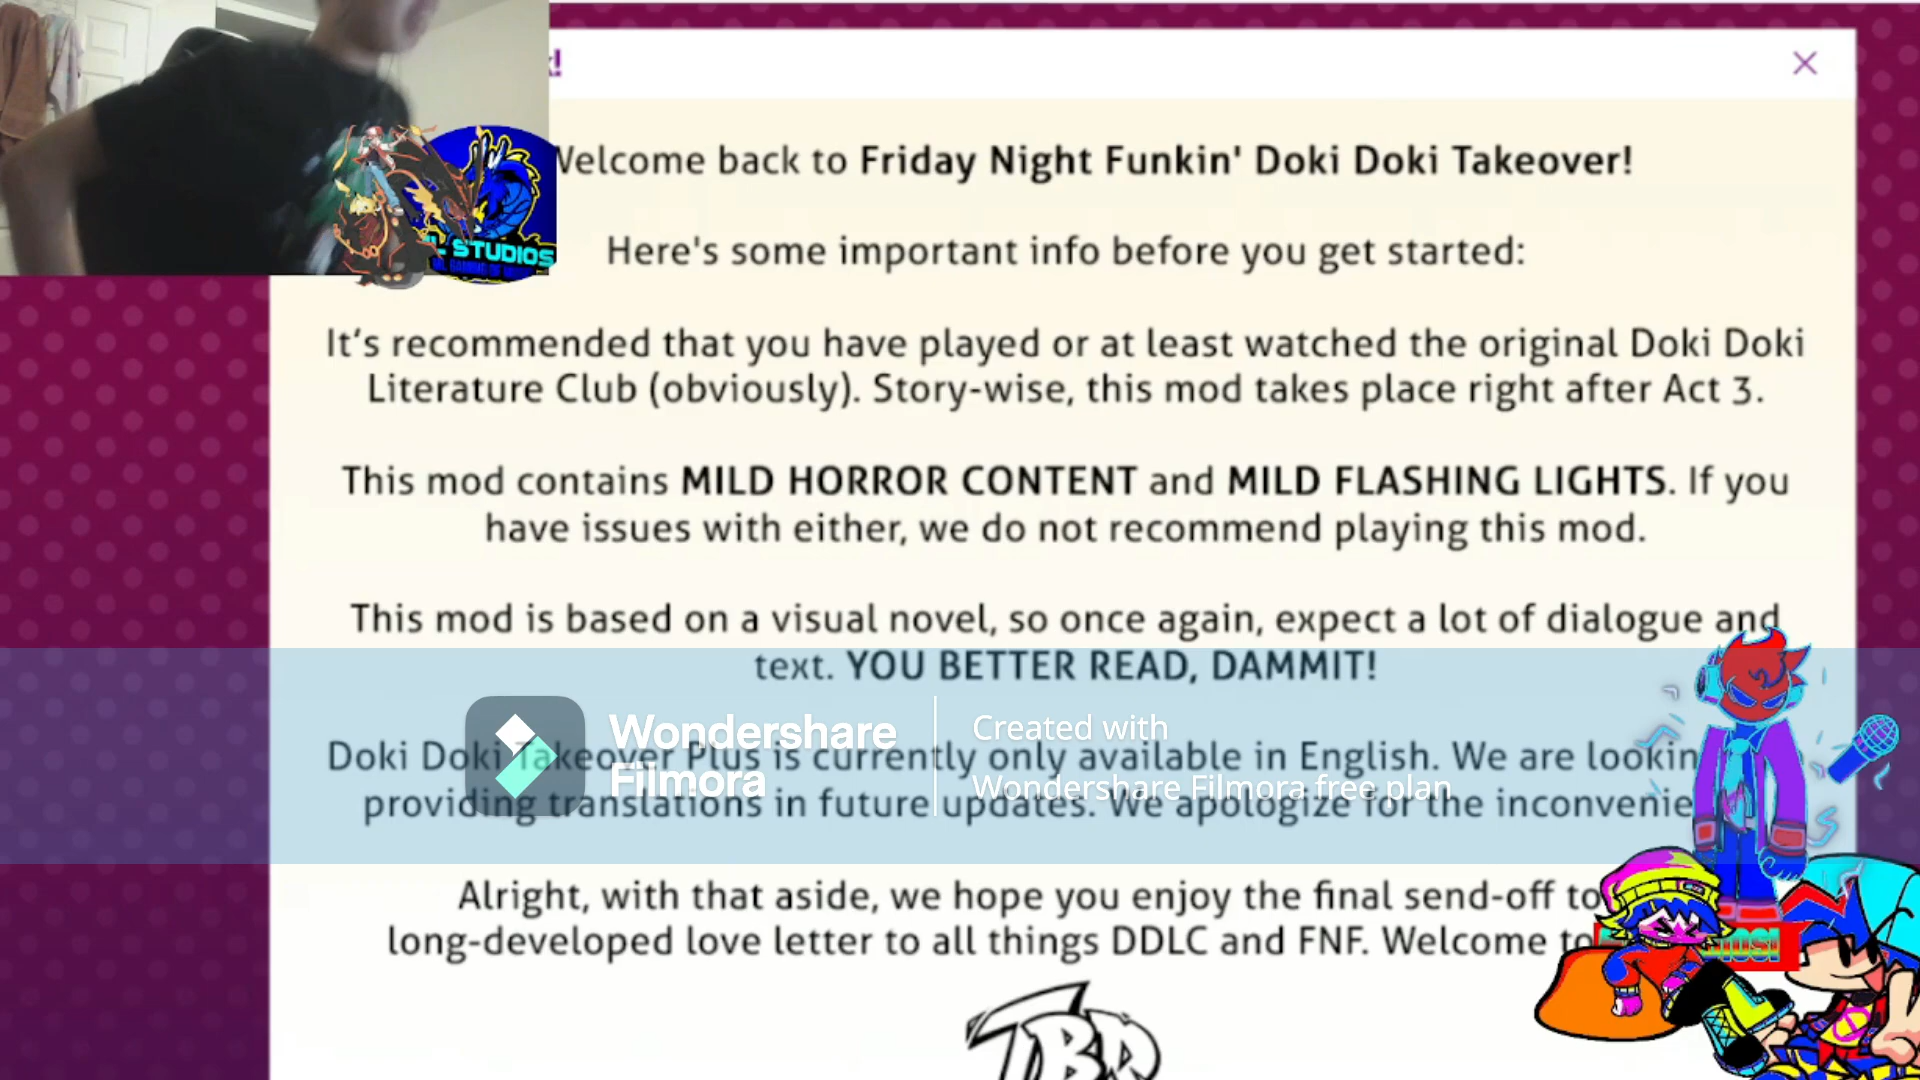 k!
Welcome back to Friday Night Funkin' Doki Doki Takeover!
Here's some important info before you get started:
It’s recommended that you have played or at least watched the original Doki Doki
Literature Club (obviously). Story-wise, this mod takes place right after Act 3.
This mod contains MILD HORROR CONTENT and MILD FLASHING LIGHTS. If you
have issues with either, we do not recommend playing this mod.
This mod is based on a visual novel, so once again, expect a lot of dialogue and
text. YOU BETTER READ, DAMMIT!
Doki Doki Takeover Plus is currently only available in English. We are lookin
providing translations in future updates. We apologize for the inconvenie
Alright, with that aside, we hope you enjoy the final send-off to
long-developed love letter to all things DDLC and FNF. Welcome to
TBD
STUDIOS
Wondershare
Filmora
Created with
Wondershare Filmora free plan